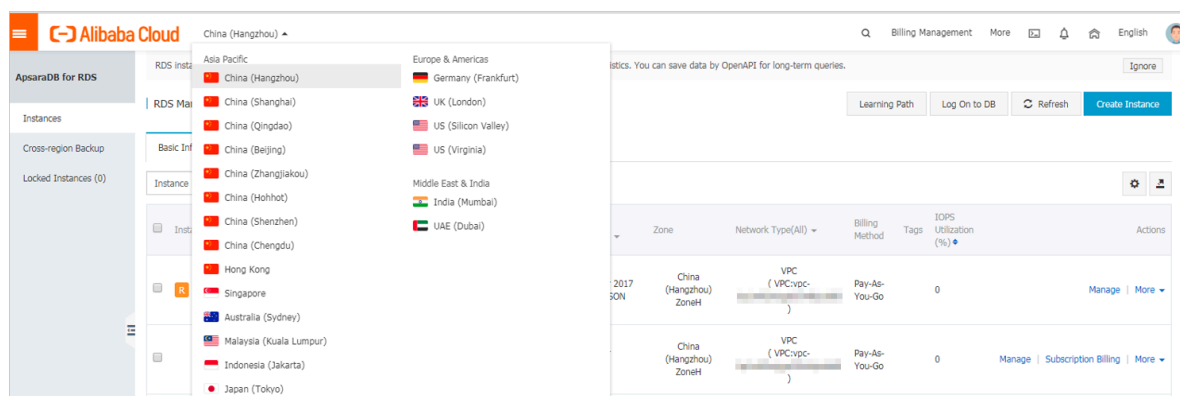 Alibaba Cloud
China (Hangzhou)
Billing Management
More
English
ApsaraDB for RDS
Instances
Cross-region Backup
Locked Instances (0)
RDS insta
istics. You can save data by OpenAPI for long-term queries.
Ignore
RDS Mai
Learning Path
Log On to DB
Refresh
Create Instance
Basic Inf
Instance
Asia Pacific
China (Hangzhou)
China (Shanghai)
China (Qingdao)
China (Beijing)
China (Zhangjiakou)
China (Hohhot)
China (Shenzhen)
China (Chengdu)
Hong Kong
Singapore
Australia (Sydney)
Malaysia (Kuala Lumpur)
Indonesia (Jakarta)
Japan (Tokyo)
Europe & Americas
Germany (Frankfurt)
UK (London)
US (Silicon Valley)
US (Virginia)
Middle East & India
India (Mumbai)
UAE (Dubai)
Insta
Zone
Network Type(All)
Billing
Method
Tags
IOPS
Utilization
(%)
Actions
R
2017
SON
China
(Hangzhou)
ZoneH
VPC
( VPC:vpc-
)
Pay-As-
You-Go
0
Manage | More
China
(Hangzhou)
ZoneH
VPC
( VPC:vpc-
)
Pay-As-
You-Go
0
Manage | Subscription Billing | More